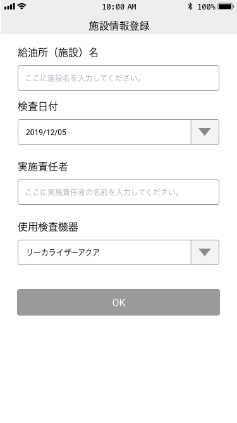 10:00 AM 100%
施設情報登録
給油所（施設）名
ここに施設名を入力してください。
検査日付
2019/12/05
実施責任者
ここに実施責任者の名前を入力してください。
使用検査機器
リーカライザーアクア
OK